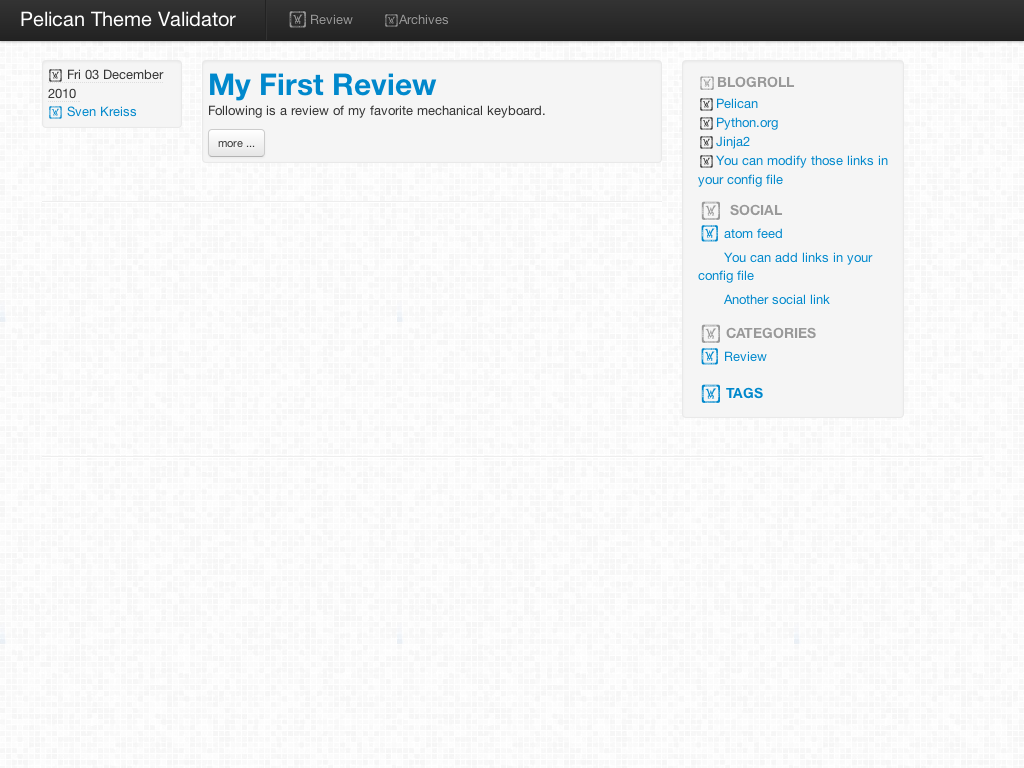 Pelican Theme Validator
Review
Archives
Fri 03 December
2010
Sven Kreiss
My First Review
Following is a review of my favorite mechanical keyboard.
more ...
BLOGROLL
Pelican
Python.org
Jinja2
You can modify those links in
your config file
SOCIAL
atom feed
You can add links in your
config file
Another social link
CATEGORIES
Review
TAGS